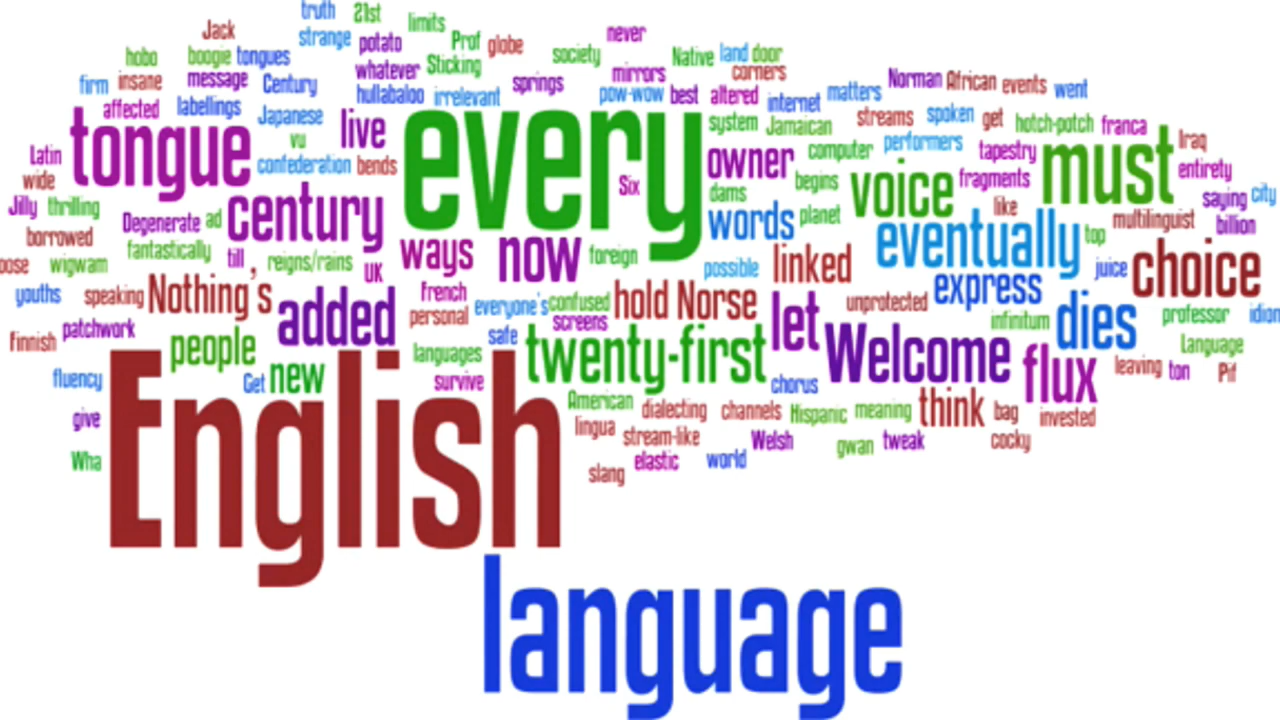 truth 21st limits never
Jack strange potato Prof globe society Native land door
hobo boogie tongues whatever Sticking mirrors corners
firm insane message Century hullabaloo irrelevant springs pow-wow best altered internet matters Norman African events went
affected labellings Japanese live every system Jamaican streams spoken get hotch-potch franca
Latin tongue vu confederation bends owner computer performers tapestry must Iraq
wide Six dams begins voice fragments entirety
Jilly thrilling Degenerate ad century words planet like multilinguist saying city
borrowed fantastically till ways now foreign eventually top billion
wigwam , reigns/rains UK possible linked juice choice
youths speaking Nothing's french everyone's confused hold Norse unprotected express
finnish patchwork added personal screens let infinitum dies professor
people languages safe twenty-first Welcome Language
fluency Get new survive chorus flux leaving ton Pif
give English American dialecting channels Hispanic meaning think bag invested
Wha lingua stream-like Welsh gwan tweak cocky
slang elastic world
language